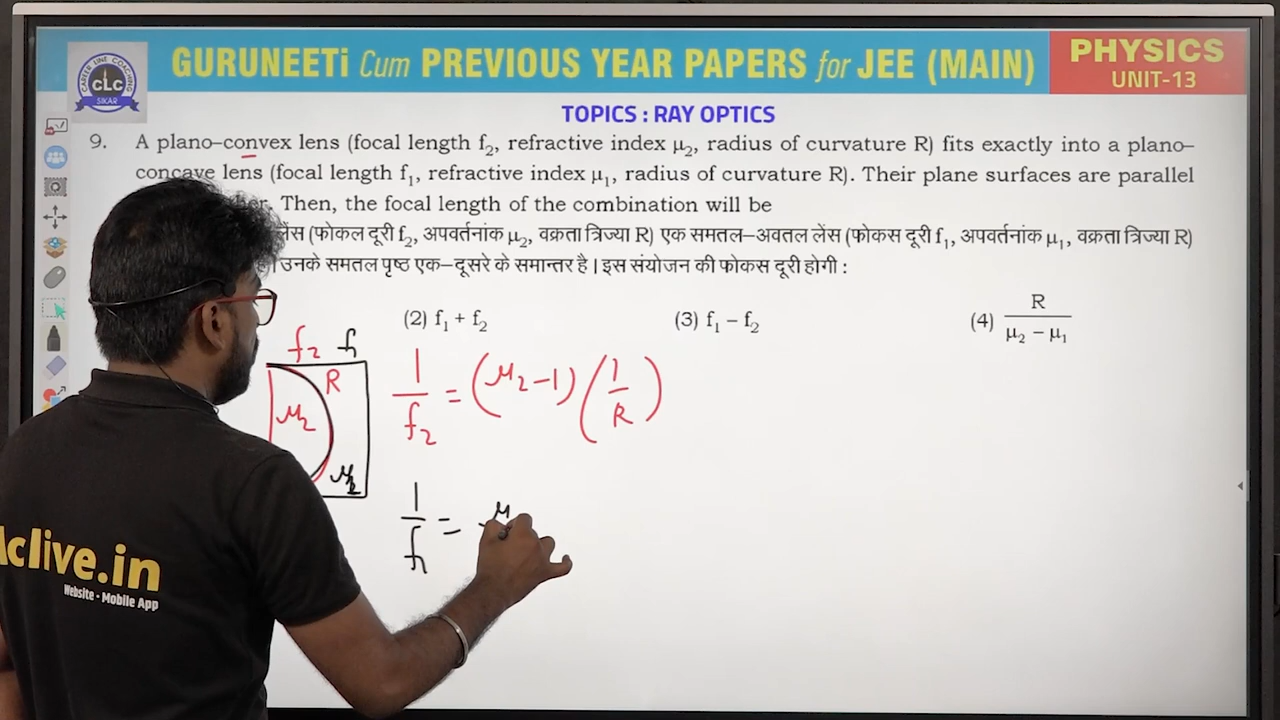 GURUNEETi Cum PREVIOUS YEAR PAPERS for JEE (MAIN)
PHYSICS
UNIT-13
CLC
SIKAR
TOPICS : RAY OPTICS
9. A plano–convex lens (focal length f₂, refractive index μ₂, radius of curvature R) fits exactly into a plano–
concave lens (focal length f₁, refractive index μ₁, radius of curvature R). Their plane surfaces are parallel
Then, the focal length of the combination will be
लेंस (फोकल दूरी f₂, अपवर्तनांक μ₂, वक्रता त्रिज्या R) एक समतल–अवतल लेंस (फोकस दूरी f₁, अपवर्तनांक μ₁, वक्रता त्रिज्या R)
उनके समतल पृष्ठ एक–दूसरे के समान्तर है। इस संयोजन की फोकस दूरी होगी :
(2) f₁ + f₂
(3) f₁ – f₂
(4) R / μ₂ – μ₁
f₂ f₁
R
μ₂
1/f₂ = (μ₂-1) (1/R)
1/f₁ = μ
clive.in
Website - Mobile App